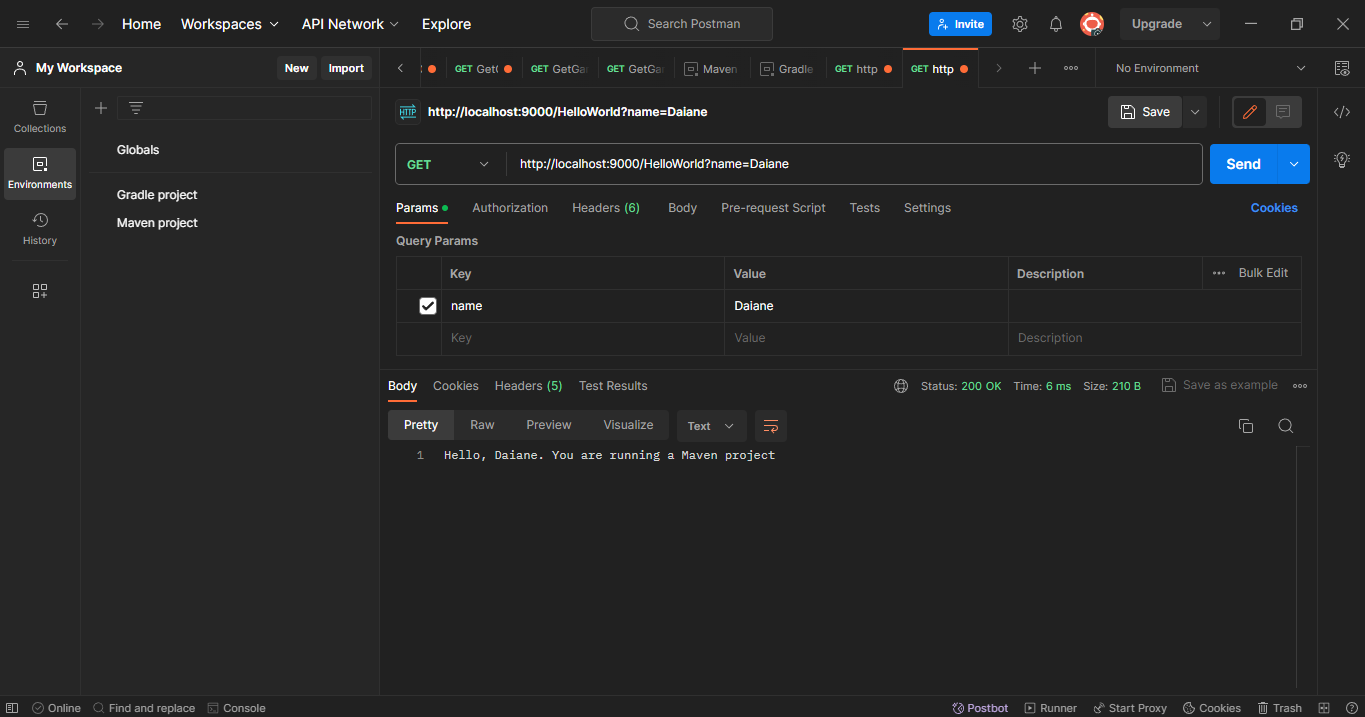 Home Workspaces API Network Explore Search Postman Invite Upgrade
My Workspace New Import GET Get GET GetGa GET GetGa Maven Gradle GET http GET http No Environment
Collections
Environments
History
Globals
Gradle project
Maven project
HTTP http://localhost:9000/HelloWorld?name=Daiane Save
GET http://localhost:9000/HelloWorld?name=Daiane Send
Params Authorization Headers (6) Body Pre-request Script Tests Settings Cookies
Query Params
Key Value Description ••• Bulk Edit
name Daiane
Key Value Description
Body Cookies Headers (5) Test Results Status: 200 OK Time: 6 ms Size: 210 B Save as example
Pretty Raw Preview Visualize Text
1 Hello, Daiane. You are running a Maven project
Online Find and replace Console Postbot Runner Start Proxy Cookies Trash